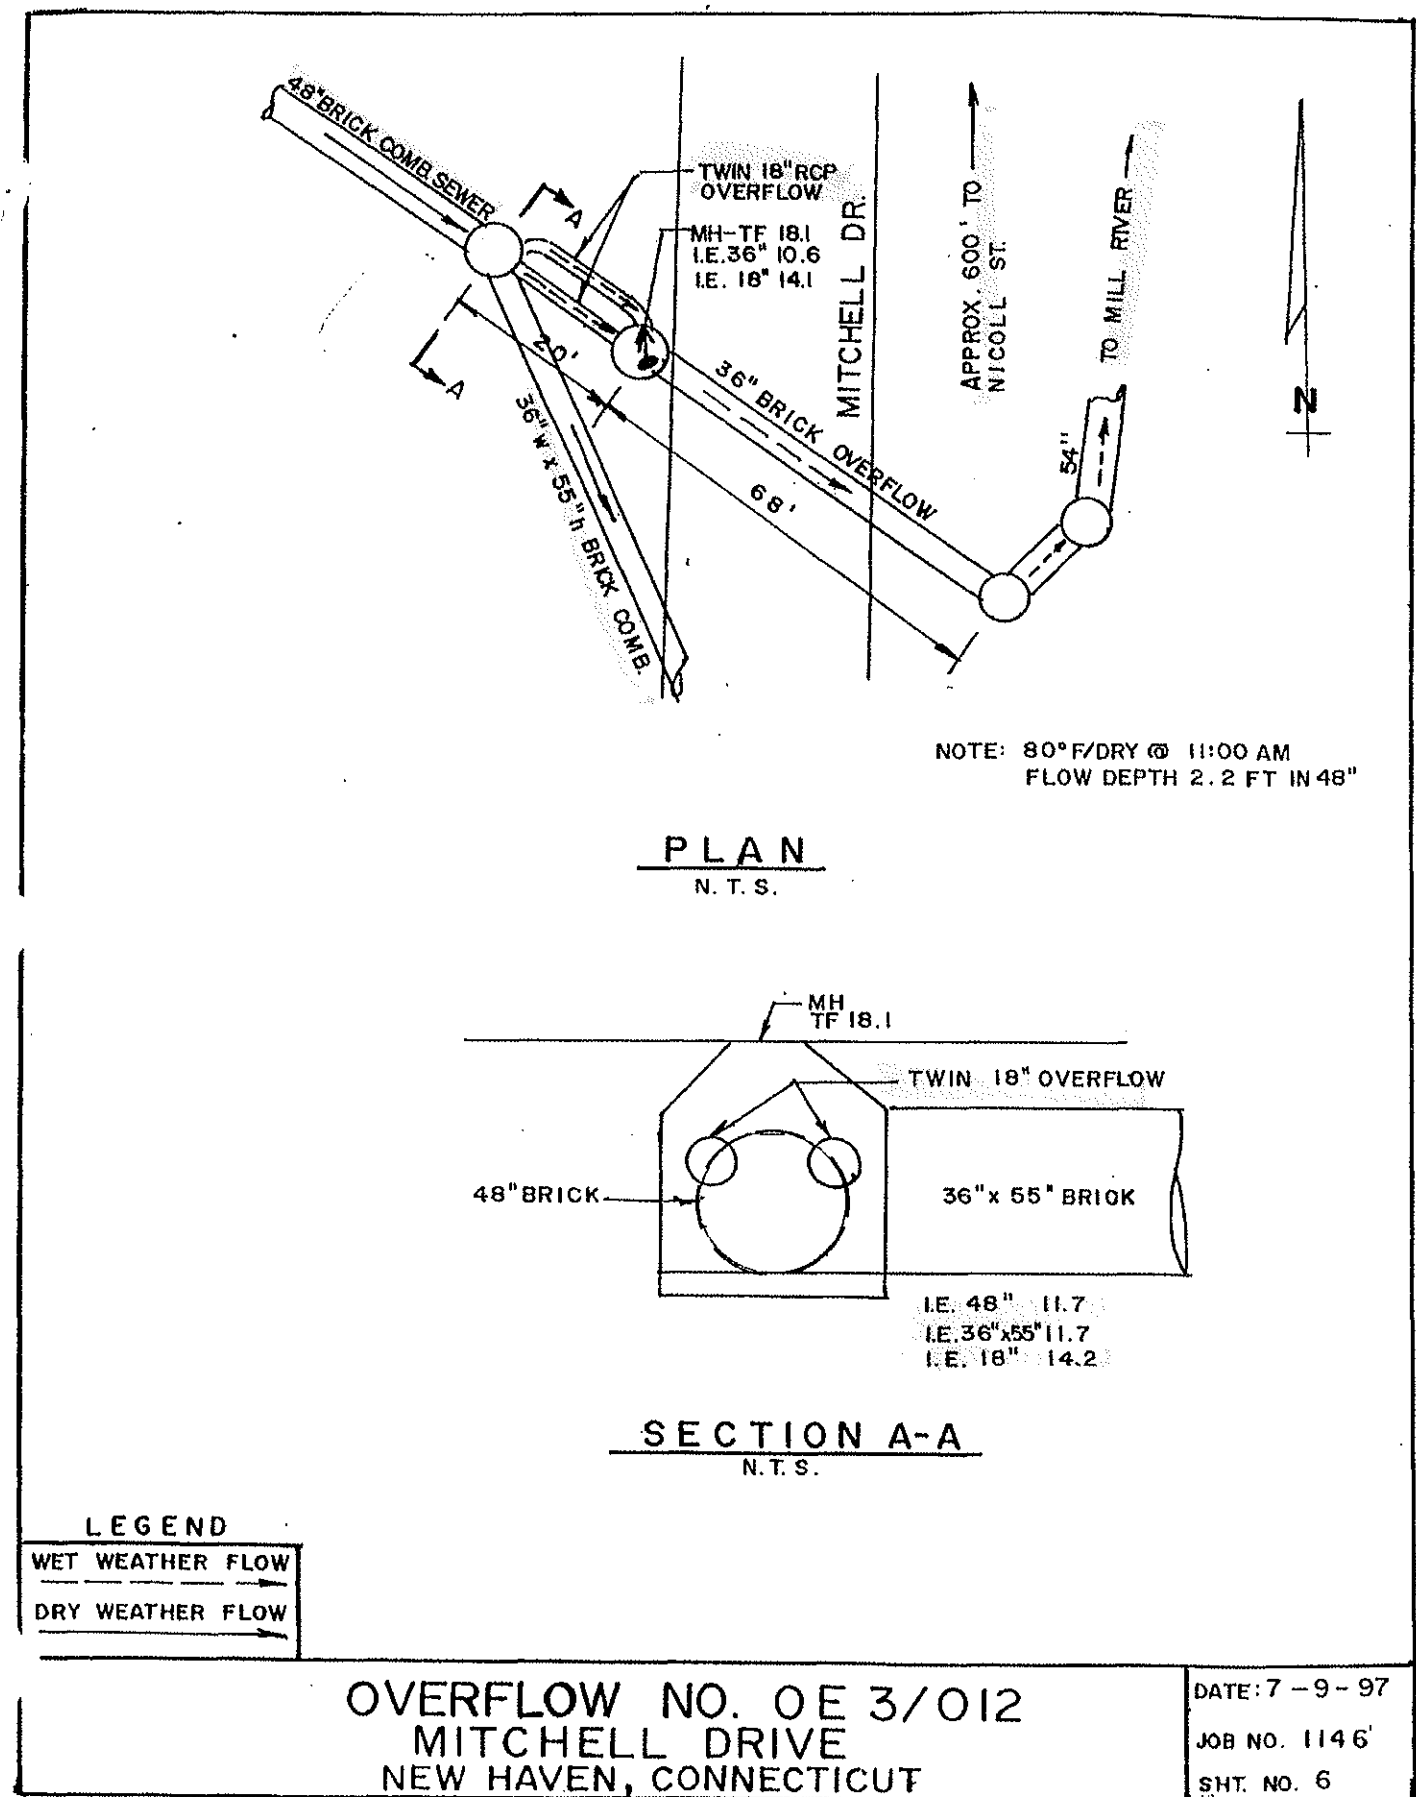 48" BRICK COMB. SEWER
A
TWIN 18" RCP
OVERFLOW
MH-TF 18.1
I.E. 36" 10.6
I.E. 18" 14.1
MITCHELL DR.
APPROX. 600' TO
NICOLL ST.
TO MILL RIVER
A
20'
36" BRICK OVERFLOW
36"w x 55"h BRICK COMB.
68'
54"
N
NOTE: 80°F/DRY @ 11:00 AM
FLOW DEPTH 2.2 FT IN 48"
PLAN
N.T.S.
MH
TF 18.1
TWIN 18" OVERFLOW
48" BRICK
36" x 55" BRICK
I.E. 48" 11.7
I.E. 36"x55" 11.7
I.E. 18" 14.2
SECTION A-A
N.T.S.
LEGEND
WET WEATHER FLOW
DRY WEATHER FLOW
OVERFLOW NO. OE 3/012
MITCHELL DRIVE
NEW HAVEN, CONNECTICUT
DATE: 7-9-97
JOB NO. 1146
SHT. NO. 6